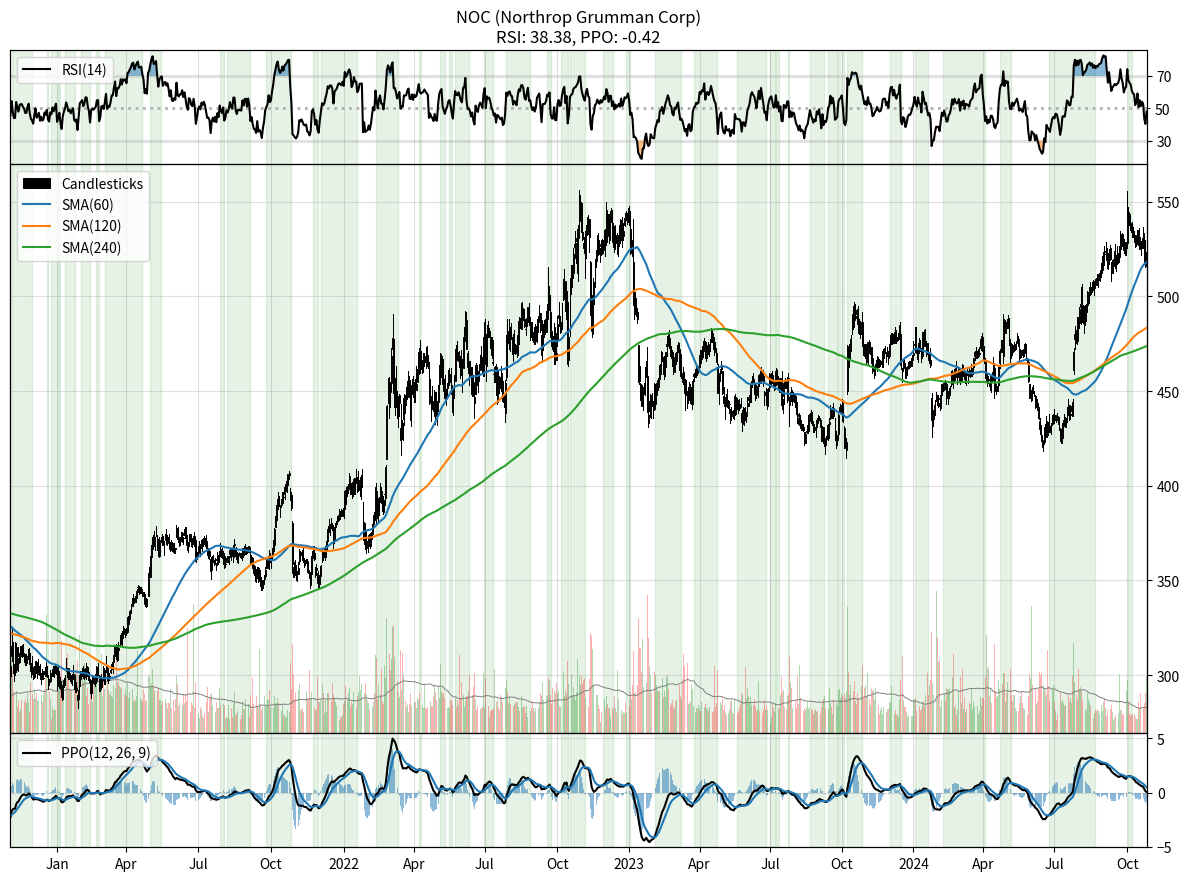 NOC (Northrop Grumman Corp)
RSI: 38.38, PPO: -0.42
RSI(14)
70
50
30
Candlesticks
SMA(60)
SMA(120)
SMA(240)
550
500
450
400
350
300
PPO(12, 26, 9)
5
0
−5
Jan Apr Jul Oct 2022 Apr Jul Oct 2023 Apr Jul Oct 2024 Apr Jul Oct